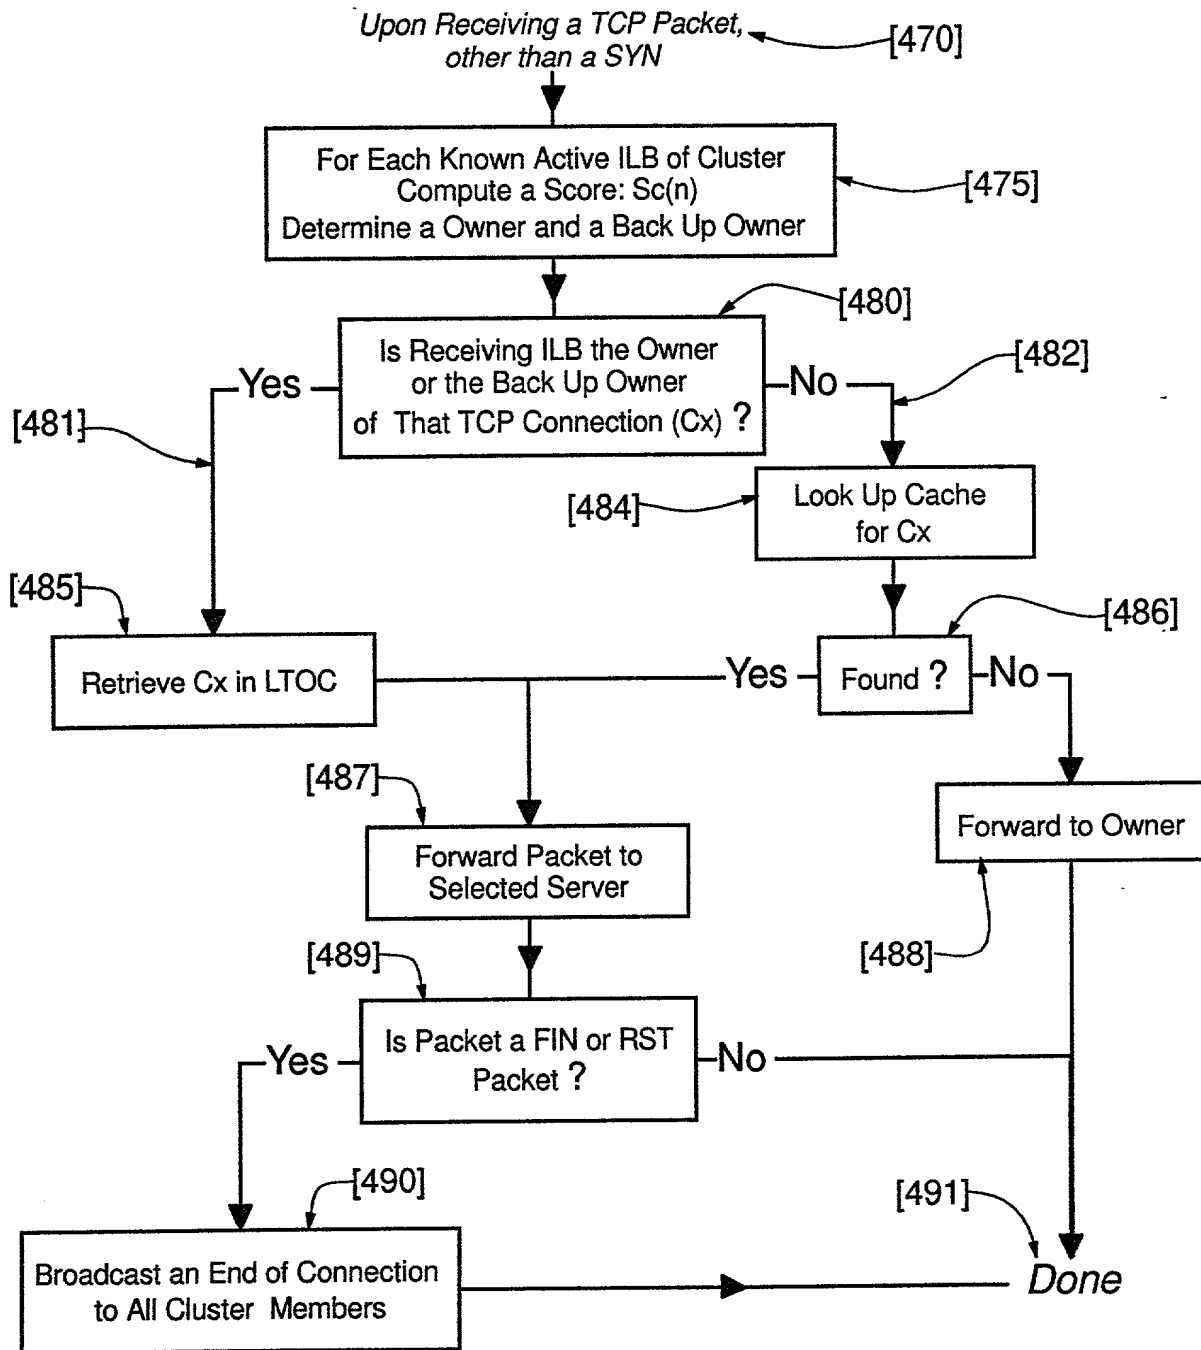 Upon Receiving a TCP Packet,
other than a SYN
[470]
For Each Known Active ILB of Cluster
Compute a Score: Sc(n)
Determine a Owner and a Back Up Owner
[475]
[480]
Is Receiving ILB the Owner
or the Back Up Owner
of That TCP Connection (Cx) ?
Yes
No
[481]
[482]
[484]
Look Up Cache
for Cx
[485]
[486]
Retrieve Cx in LTOC
Yes
Found ?
No
[487]
Forward Packet to
Selected Server
Forward to Owner
[488]
[489]
Is Packet a FIN or RST
Packet ?
Yes
No
[490]
[491]
Broadcast an End of Connection
to All Cluster Members
Done